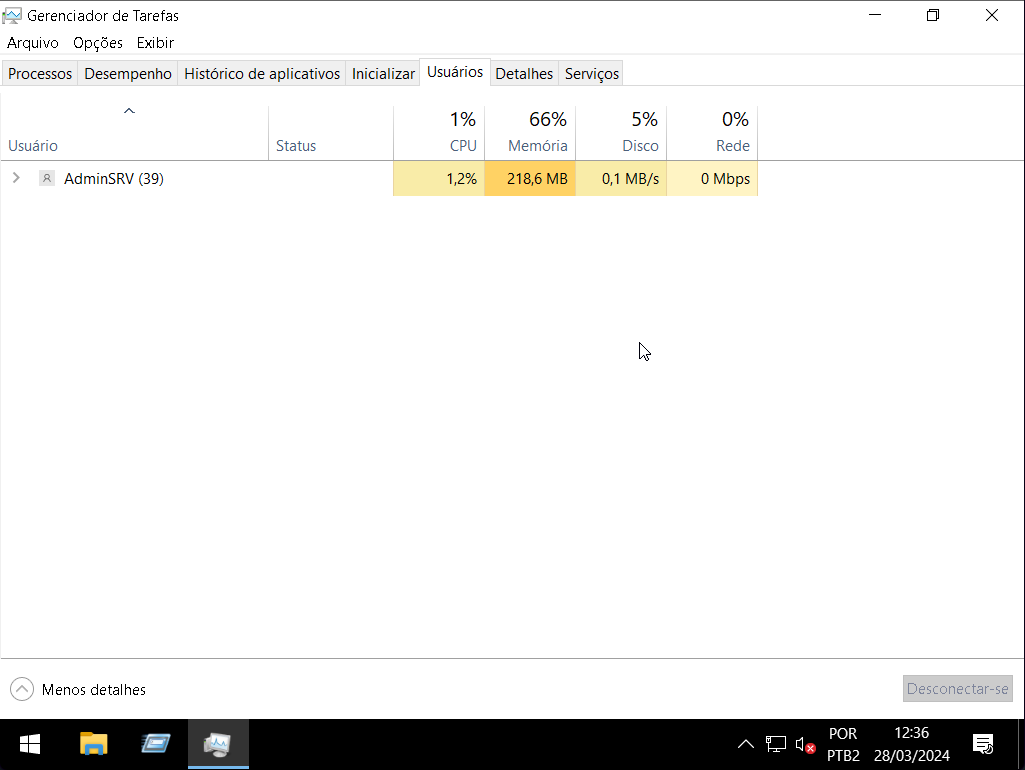 Gerenciador de Tarefas
Arquivo Opções Exibir
Processos Desempenho Histórico de aplicativos Inicializar Usuários Detalhes Serviços
1% 66% 5% 0%
Usuário Status CPU Memória Disco Rede
AdminSRV (39) 1,2% 218,6 MB 0,1 MB/s 0 Mbps
Menos detalhes Desconectar-se
POR 12:36
PTB2 28/03/2024